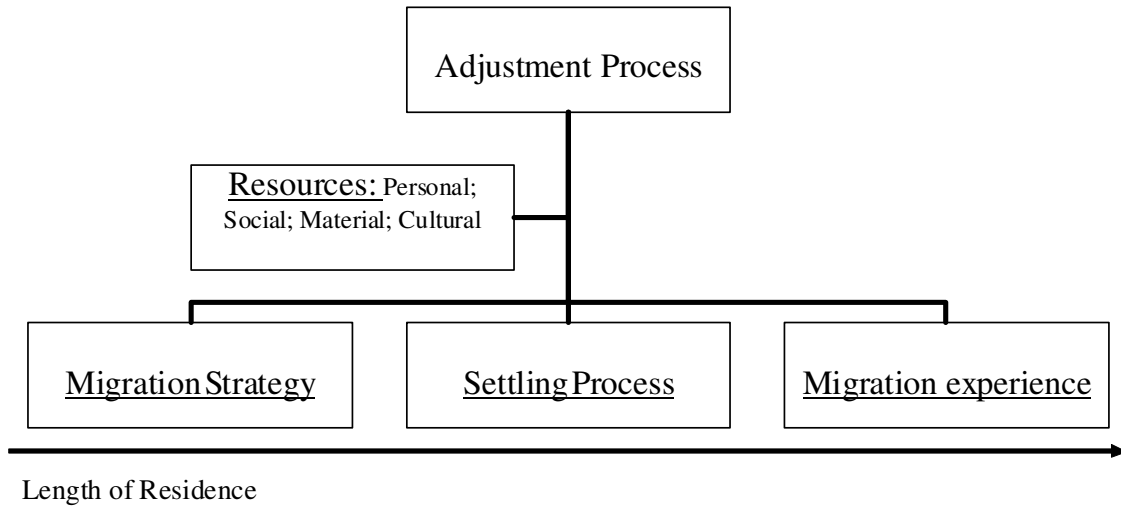 Adjustment Process
Resources: Personal;
Social; Material; Cultural
Migration Strategy
Settling Process
Migration experience
Length of Residence